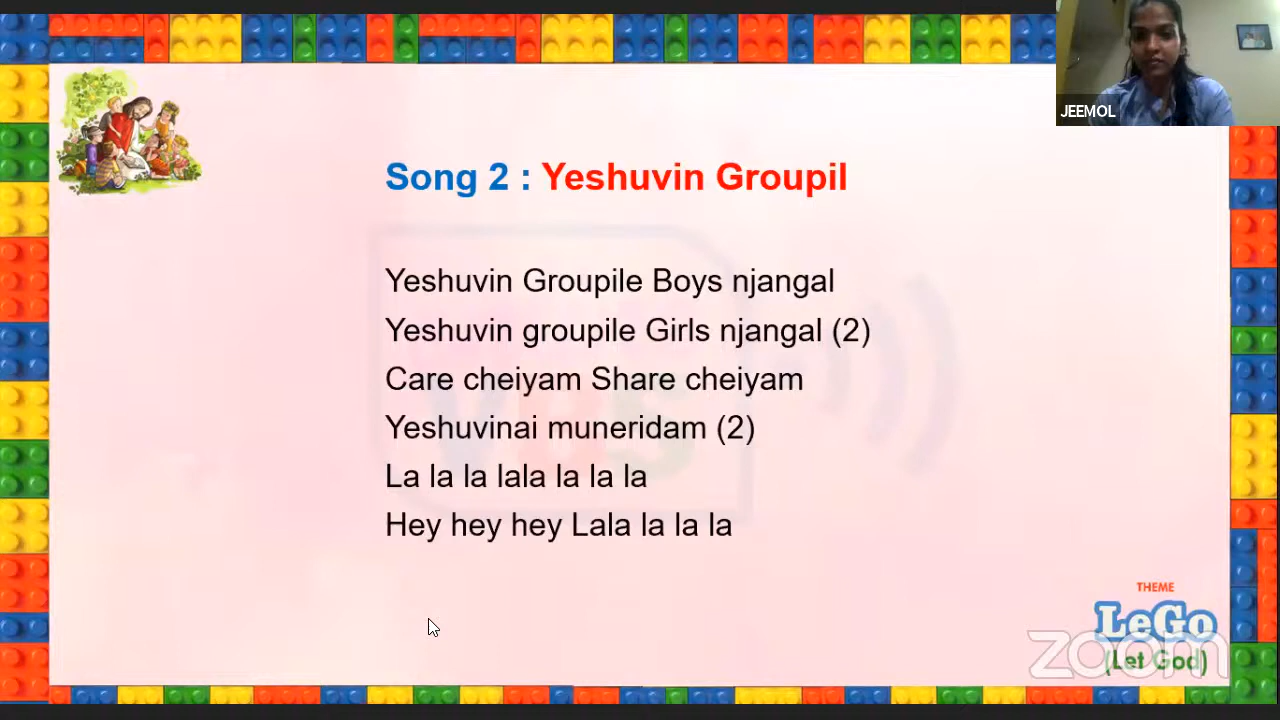 JEEMOL
Song 2 : Yeshuvin Groupil
Yeshuvin Groupile Boys njangal
Yeshuvin groupile Girls njangal (2)
Care cheiyam Share cheiyam
Yeshuvinai muneridam (2)
La la la lala la la la
Hey hey hey Lala la la la
VBS
THEME
LeGo
zoom
(Let God)